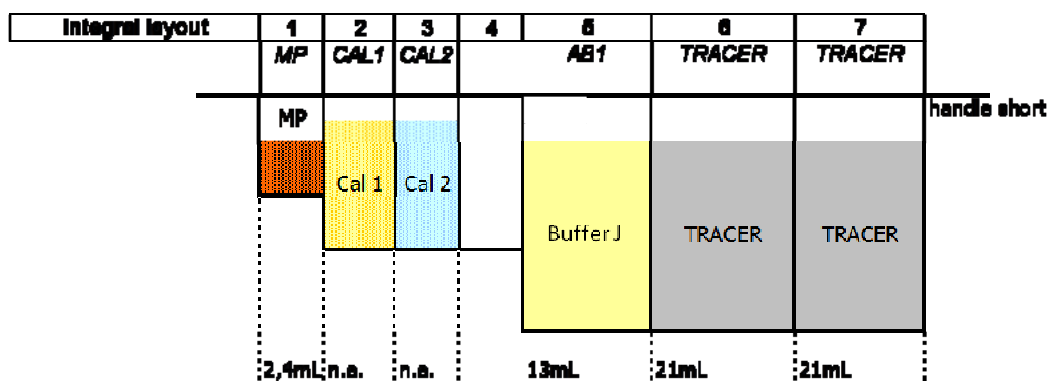 Integral layout 1 2 3 4 5 6 7
MP CAL1 CAL2 AB1 TRACER TRACER
handle short
MP
Cal 1 Cal 2
Buffer J TRACER TRACER
2,4mL n.a. n.a. 13mL 21mL 21mL